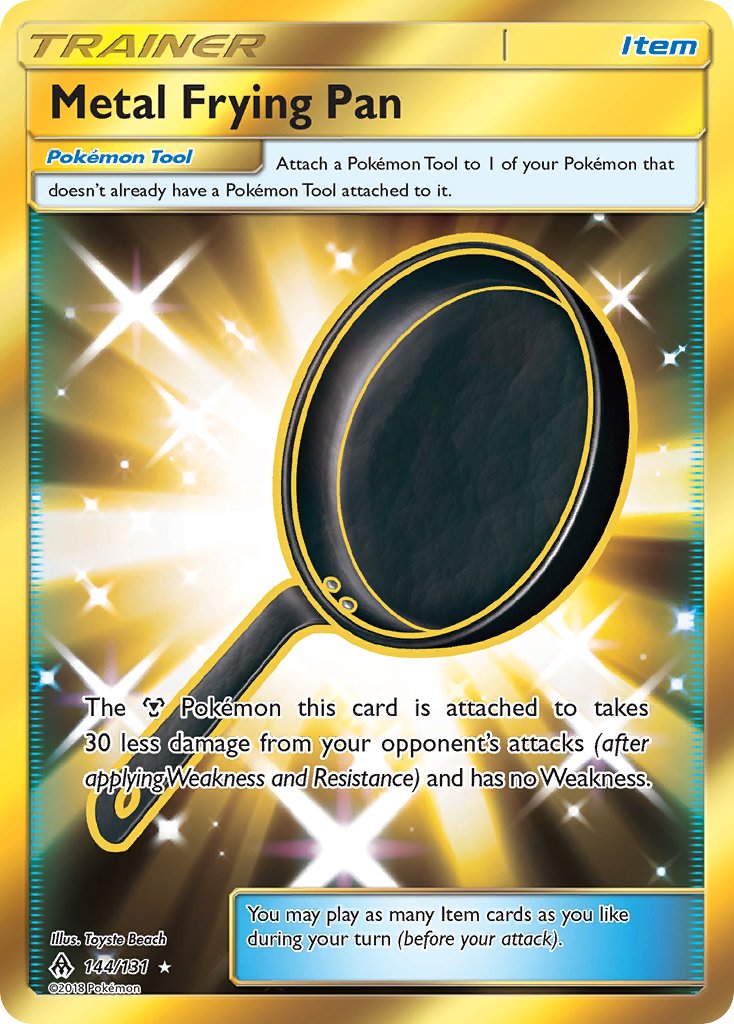 TRAINER
Item
Metal Frying Pan
Pokémon Tool
Attach a Pokémon Tool to 1 of your Pokémon that
doesn't already have a Pokémon Tool attached to it.
The Pokémon this card is attached to takes
30 less damage from your opponent's attacks (after
applying Weakness and Resistance) and has no Weakness.
You may play as many Item cards as you like
during your turn (before your attack).
Illus. Toyste Beach
144/131 ★
©2018 Pokémon